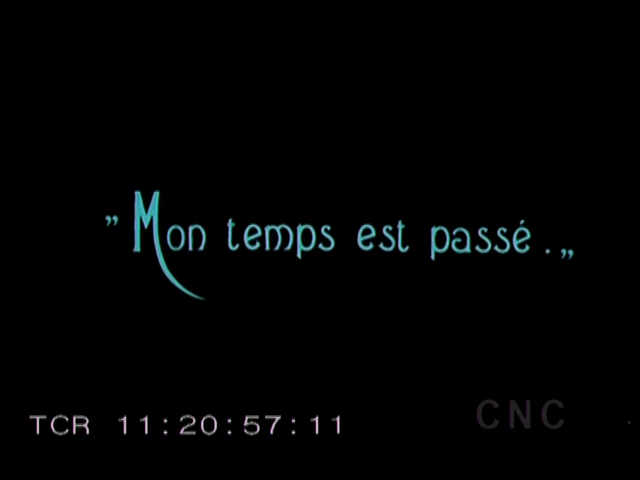 ” Mon temps est passé. „
TCR 11:20:57:11
CNC